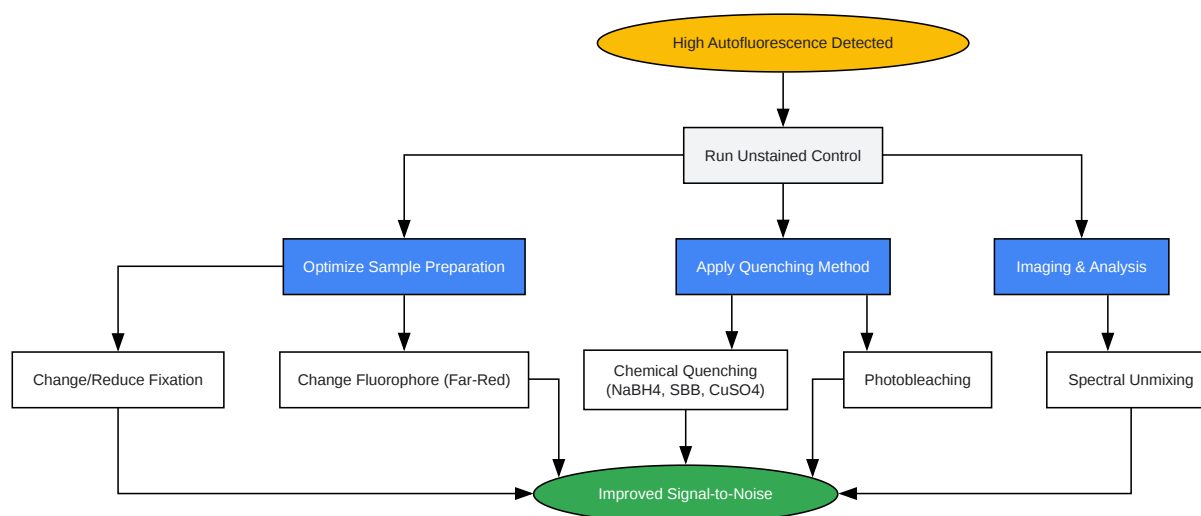 High Autofluorescence Detected
Run Unstained Control
Optimize Sample Preparation
Apply Quenching Method
Imaging & Analysis
Change/Reduce Fixation
Change Fluorophore (Far-Red)
Chemical Quenching
(NaBH4, SBB, CuSO4)
Photobleaching
Spectral Unmixing
Improved Signal-to-Noise